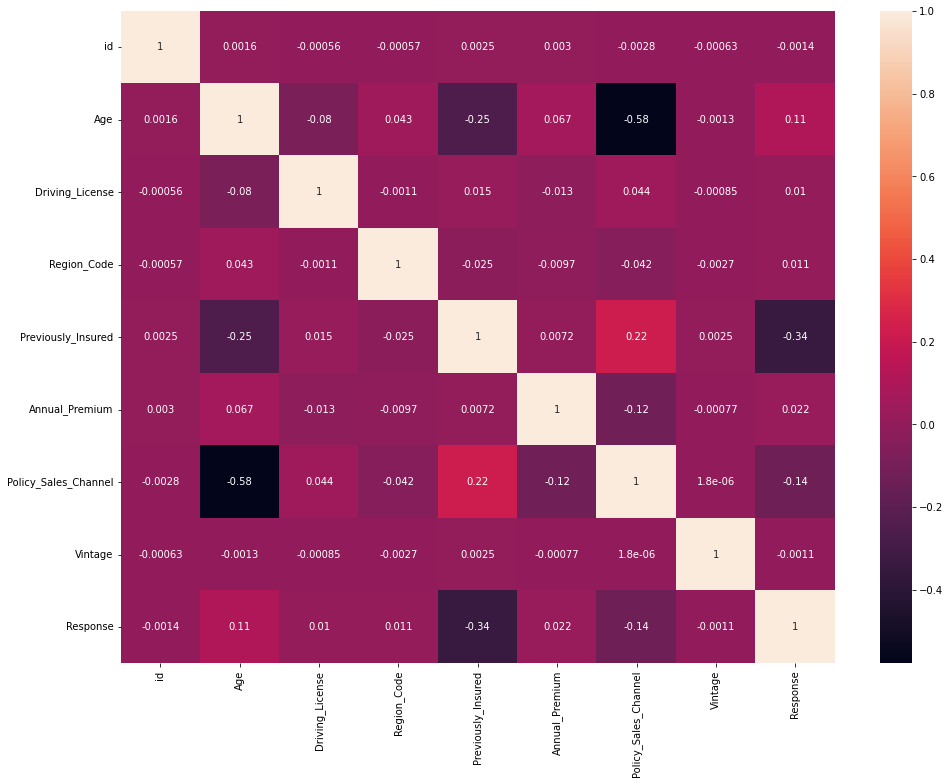 id 1 0.0016 -0.00056 -0.00057 0.0025 0.003 -0.0028 -0.00063 -0.0014
Age 0.0016 1 -0.08 0.043 -0.25 0.067 -0.58 -0.0013 0.11
Driving_License -0.00056 -0.08 1 -0.0011 0.015 -0.013 0.044 -0.00085 0.01
Region_Code -0.00057 0.043 -0.0011 1 -0.025 -0.0097 -0.042 -0.0027 0.011
Previously_Insured 0.0025 -0.25 0.015 -0.025 1 0.0072 0.22 0.0025 -0.34
Annual_Premium 0.003 0.067 -0.013 -0.0097 0.0072 1 -0.12 -0.00077 0.022
Policy_Sales_Channel -0.0028 -0.58 0.044 -0.042 0.22 -0.12 1 1.8e-06 -0.14
Vintage -0.00063 -0.0013 -0.00085 -0.0027 0.0025 -0.00077 1.8e-06 1 -0.0011
Response -0.0014 0.11 0.01 0.011 -0.34 0.022 -0.14 -0.0011 1
id Age Driving_License Region_Code Previously_Insured Annual_Premium Policy_Sales_Channel Vintage Response
1.0
0.8
0.6
0.4
0.2
0.0
−0.2
−0.4